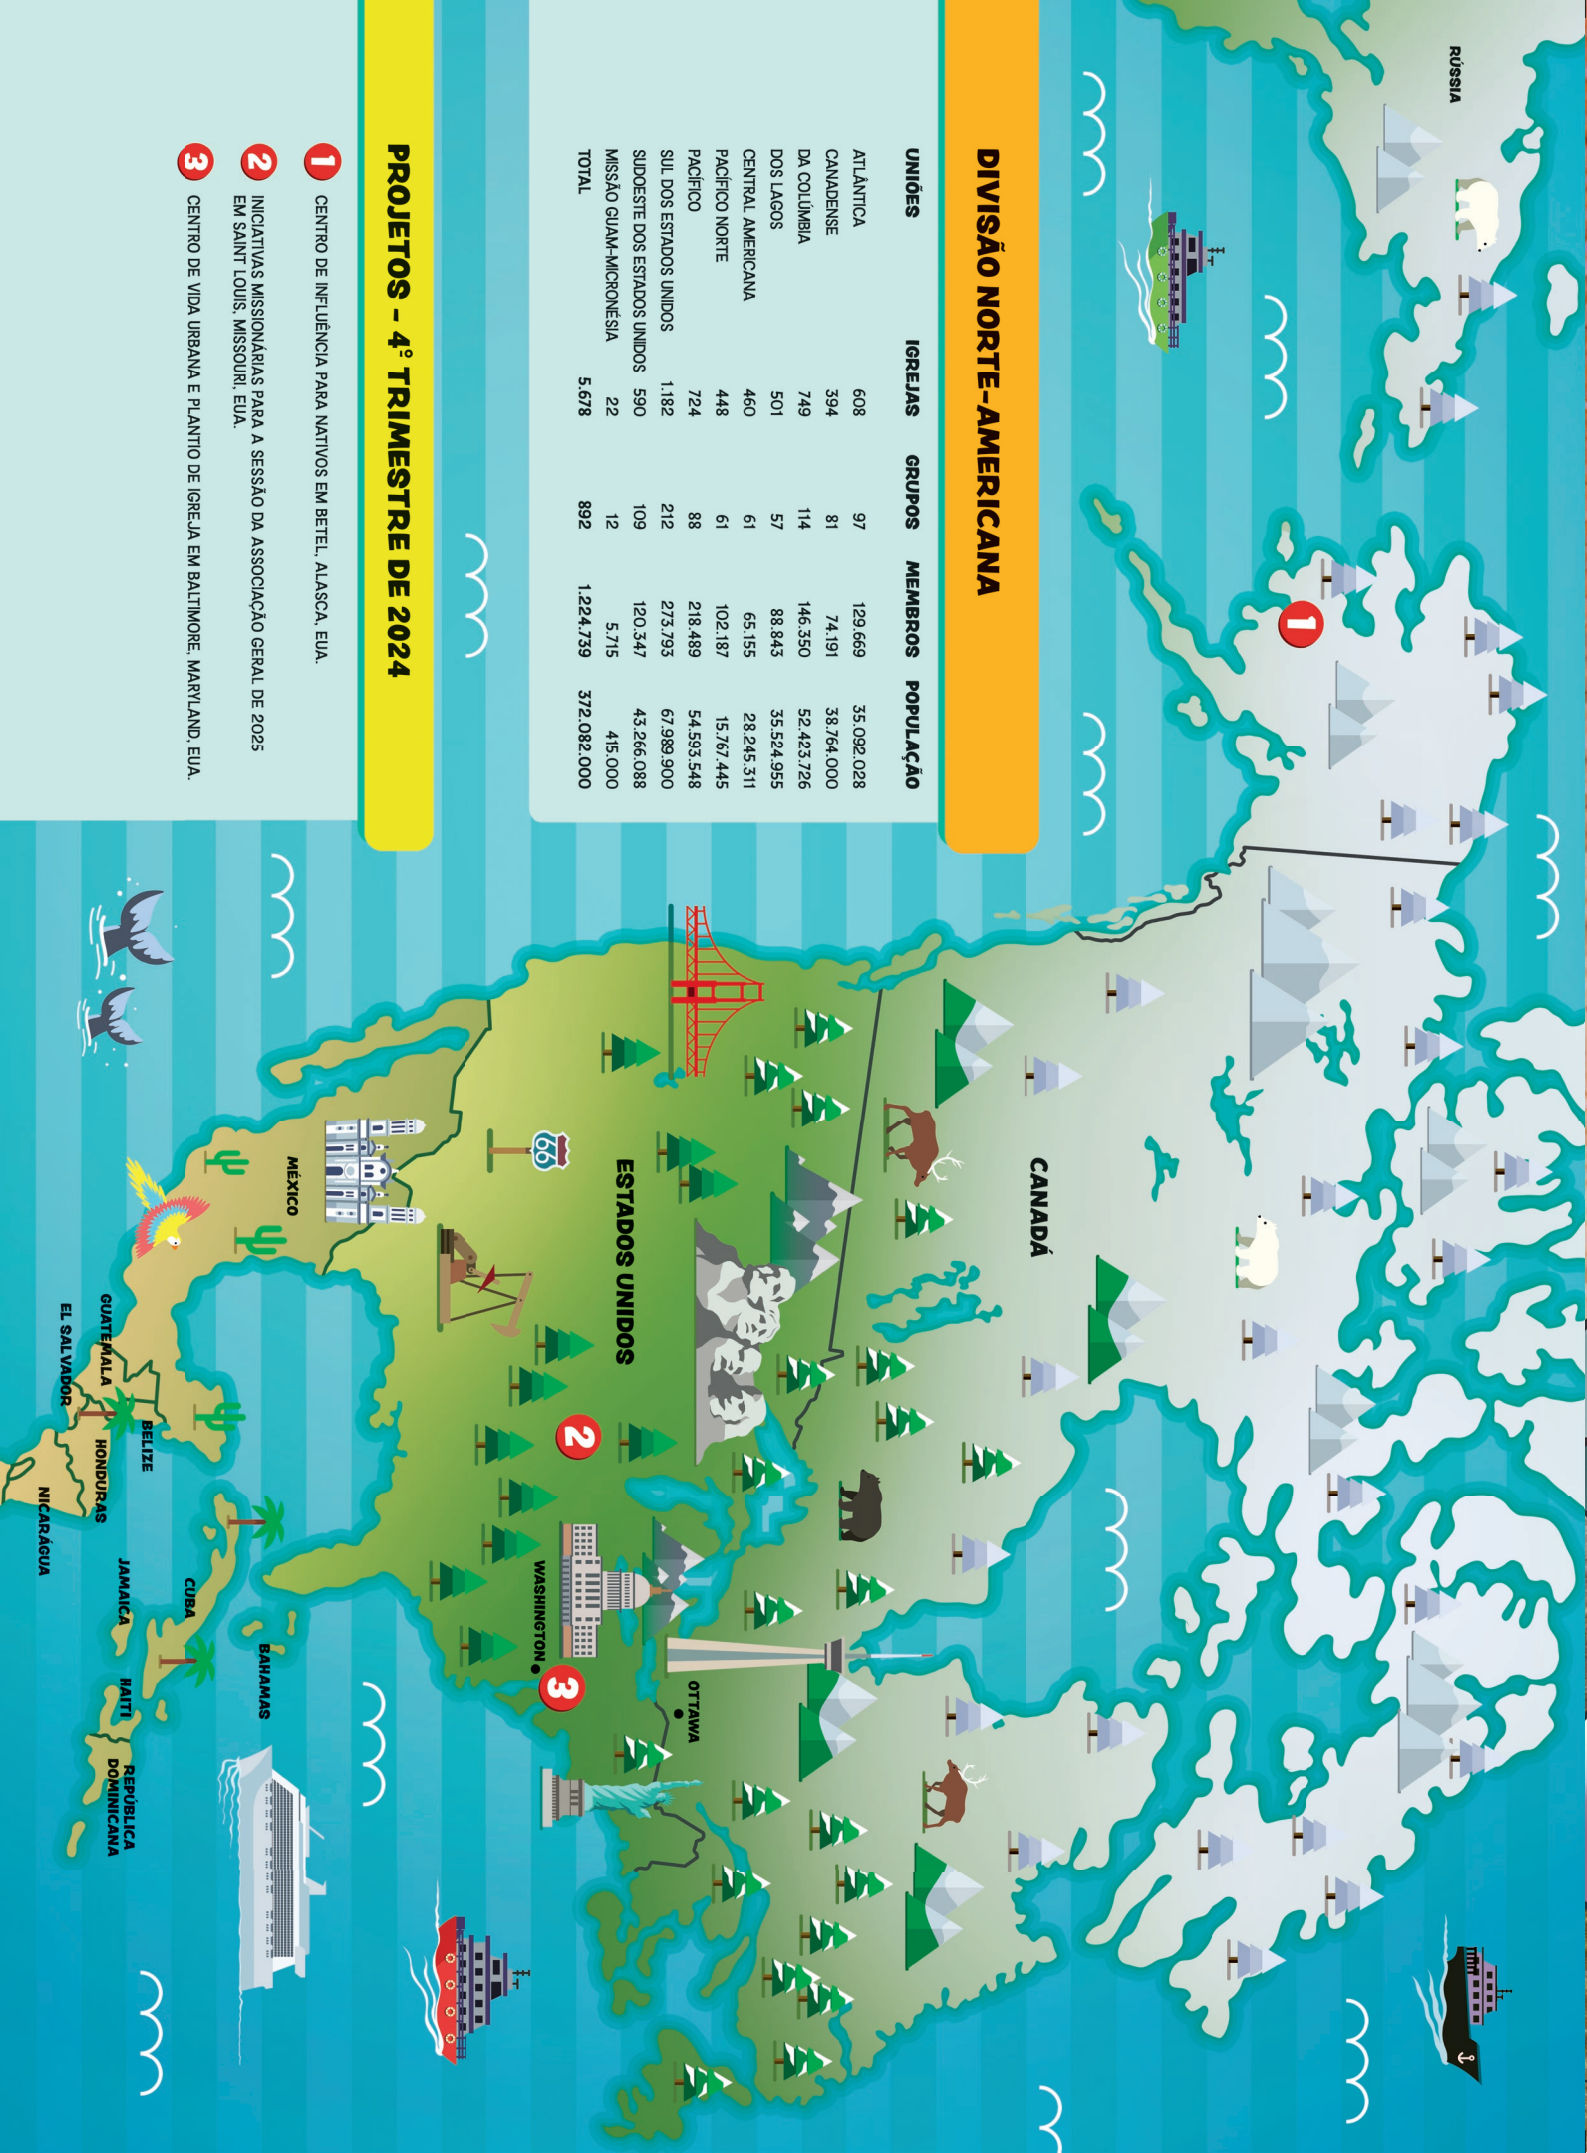 DIVISÃO NORTE-AMERICANA
UNIÕES IGREJAS GRUPOS MEMBROS POPULAÇÃO
ATLÂNTICA 608 97 129.669 35.092.028
CANADENSE 394 81 74.191 38.764.000
DA COLÚMBIA 749 114 146.350 52.423.726
DOS LAGOS 501 57 88.843 35.524.955
CENTRAL AMERICANA 460 61 65.155 28.245.311
PACÍFICO NORTE 448 61 102.187 15.767.445
PACÍFICO 724 88 218.489 54.593.548
SUL DOS ESTADOS UNIDOS 1.182 212 273.793 67.989.900
SUDOESTE DOS ESTADOS UNIDOS 590 109 120.347 43.266.088
MISSÃO GUAM-MICRONÉSIA 22 12 5.715 415.000
TOTAL 5.678 892 1.224.739 372.082.000
PROJETOS - 4º TRIMESTRE DE 2024
1 CENTRO DE INFLUÊNCIA PARA NATIVOS EM BETEL, ALASCA, EUA.
2 INICIATIVAS MISSIONÁRIAS PARA A SESSÃO DA ASSOCIAÇÃO GERAL DE 2025
EM SAINT LOUIS, MISSOURI, EUA.
3 CENTRO DE VIDA URBANA E PLANTIO DE IGREJA EM BALTIMORE, MARYLAND, EUA.
RÚSSIA
1
CANADÁ
OTTAWA
ESTADOS UNIDOS
66
2
WASHINGTON
3
MÉXICO
BAHAMAS
CUBA
BELIZE
JAMAICA
HAITI
REPÚBLICA
DOMINICANA
GUATEMALA
HONDURAS
EL SALVADOR
NICARÁGUA